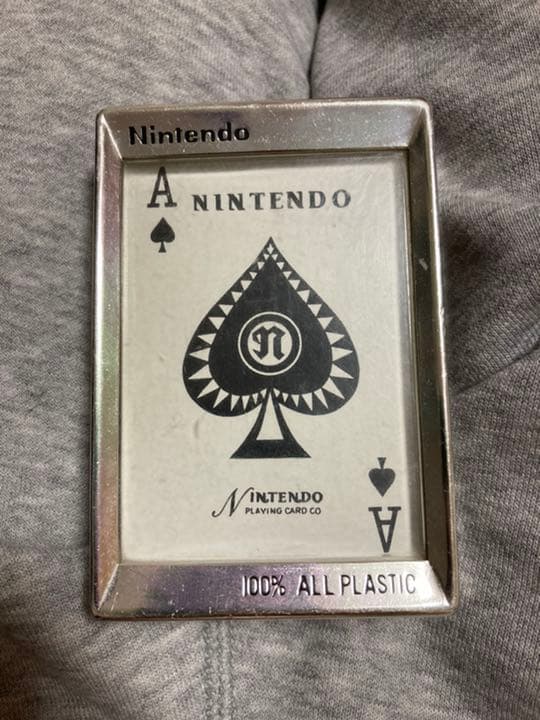 Nintendo
A NINTENDO
n
NINTENDO
PLAYING CARD CO
A
100% ALL PLASTIC